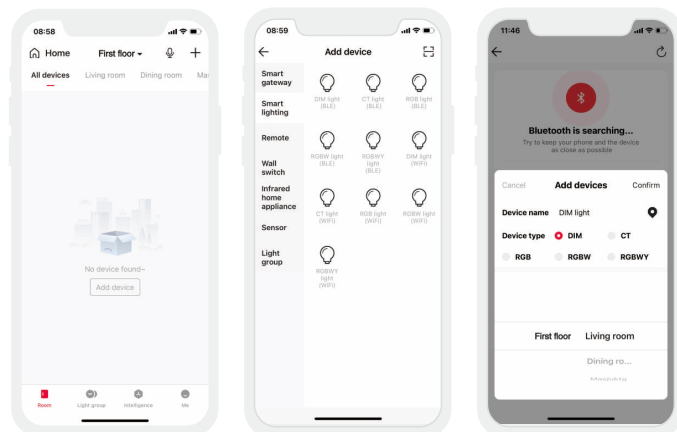 08:58
Home First floor
All devices Living room Dining room Ma
No device found~
Add device
Room Light group Intelligence Me
08:59
Add device
Smart
gateway
Smart
lighting
Remote
Wall
switch
Infrared
home
appliance
Sensor
Light
group
DIM light
(BLE)
CT light
(BLE)
RGB light
(BLE)
RGBW light
(BLE)
RGBWY
light
(BLE)
DIM light
(WiFi)
CT light
(WiFi)
RGB light
(WiFi)
RGBW light
(WiFi)
RGBWY
light
(WiFi)
11:46
Bluetooth is searching...
Try to keep your phone and the device
as close as possible
Cancel Add devices Confirm
Device name DIM light
Device type DIM CT
RGB RGBW RGBWY
First floor Living room
Dining ro...